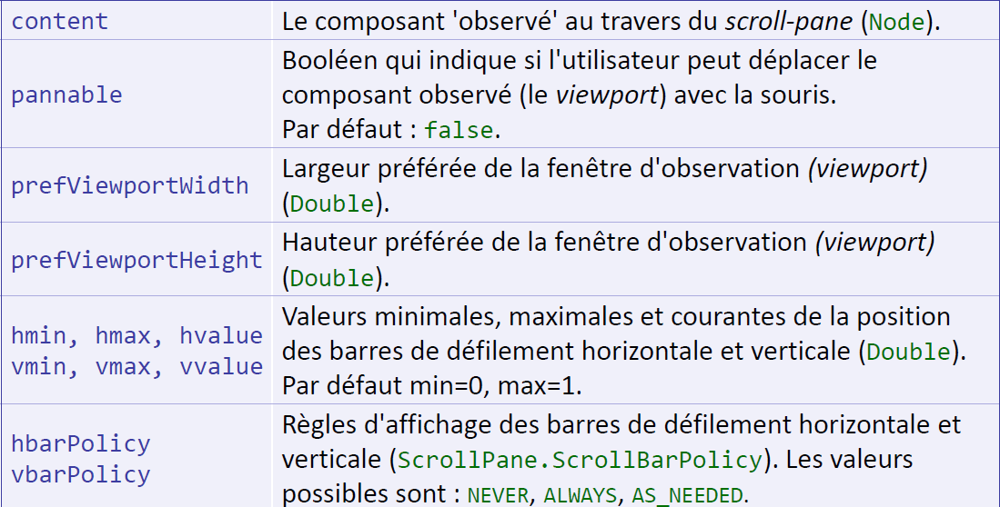 content
Le composant 'observé' au travers du scroll-pane (Node).
pannable
Booléen qui indique si l'utilisateur peut déplacer le
composant observé (le viewport) avec la souris.
Par défaut : false.
prefViewportWidth
Largeur préférée de la fenêtre d'observation (viewport)
(Double).
prefViewportHeight
Hauteur préférée de la fenêtre d'observation (viewport)
(Double).
hmin, hmax, hvalue
vmin, vmax, vvalue
Valeurs minimales, maximales et courantes de la position
des barres de défilement horizontale et verticale (Double).
Par défaut min=0, max=1.
hbarPolicy
vbarPolicy
Règles d'affichage des barres de défilement horizontale et
verticale (ScrollPane.ScrollBarPolicy). Les valeurs
possibles sont : NEVER, ALWAYS, AS_NEEDED.